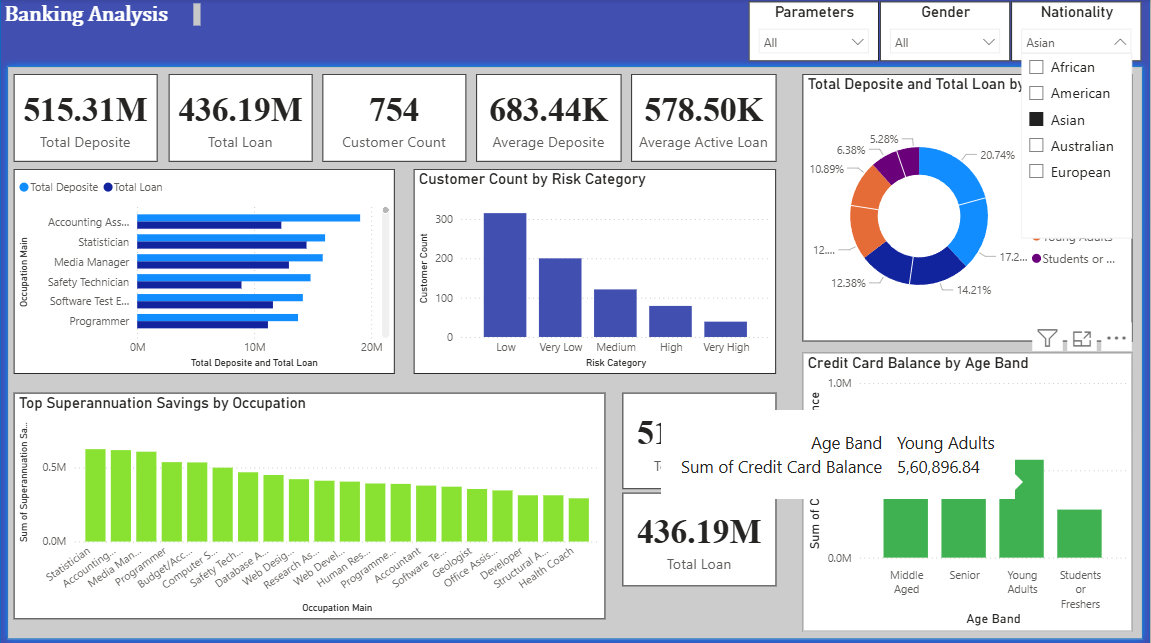 Banking Analysis
Parameters
All
Gender
All
Nationality
Asian
African
American
Asian
Australian
European
515.31M
Total Deposite
436.19M
Total Loan
754
Customer Count
683.44K
Average Deposite
578.50K
Average Active Loan
Total Deposite and Total Loan by
5.28%
6.38%
10.89%
12....
12.38%
14.21%
17.2...
20.74%
Young Adults
Students or ...
Total Deposite Total Loan
Occupation Main
Accounting Ass...
Statistician
Media Manager
Safety Technician
Software Test E...
Programmer
0M 10M 20M
Total Deposite and Total Loan
Customer Count by Risk Category
Customer Count
300
200
100
0
Low Very Low Medium High Very High
Risk Category
Top Superannuation Savings by Occupation
Sum of Superannuation Sa...
0.5M
0.0M
Statistician
Accounting...
Media Man...
Programmer
Budget/Acc...
Computer S...
Safety Tech...
Database A...
Web Desig...
Research As...
Web Devel...
Human Res...
Programme...
Accountant
Software Te...
Geologist
Office Assis...
Developer
Structural A...
Health Coach
Occupation Main
436.19M
Total Loan
Credit Card Balance by Age Band
1.0M
0.0M
Sum of C
Age Band Young Adults
Sum of Credit Card Balance 5,60,896.84
Middle Aged
Senior
Young Adults
Students or Freshers
Age Band